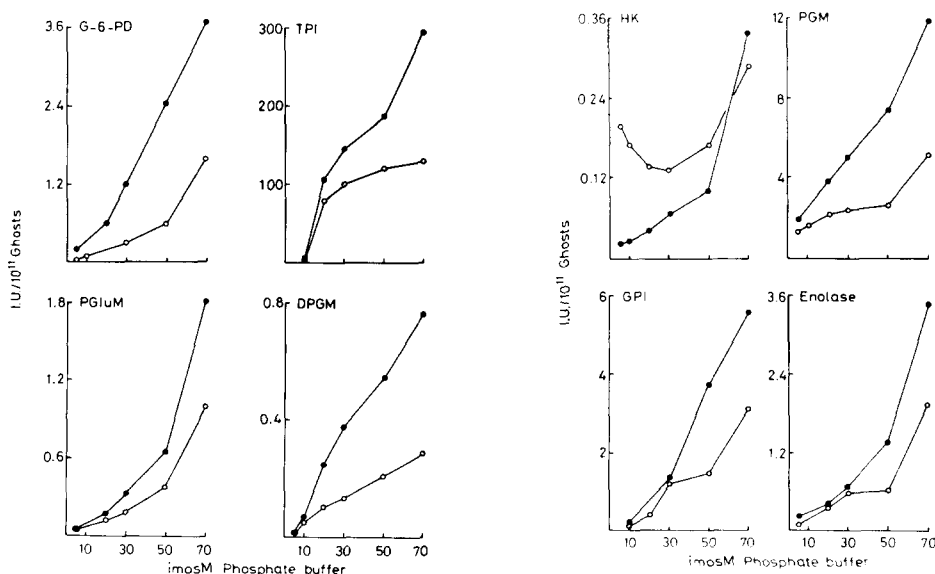 G-6-PD
3.6
2.4
1.2
TPI
300
200
100
I.U./10¹¹ Ghosts
PGluM
1.8
1.2
0.6
10 30 50 70
DPGM
0.8
0.4
10 30 50 70
imosM Phosphate buffer
HK
0.36
0.24
0.12
PGM
12
8
4
I.U./10¹¹ Ghosts
GPI
6
4
2
10 30 50 70
Enolase
3.6
2.4
1.2
10 30 50 70
imosM Phosphate buffer